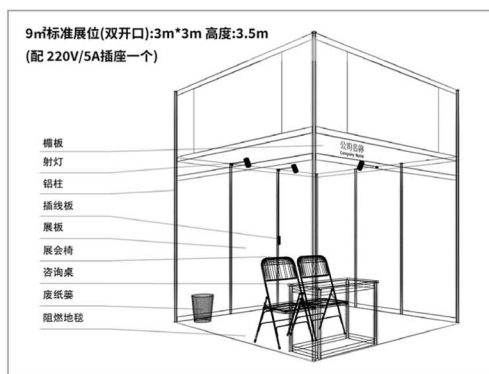 9㎡标准展位(双开口):3m*3m 高度:3.5m
(配 220V/5A插座一个)
公司名称
Company Name
楣板
射灯
铝柱
插线板
展板
展会椅
咨询桌
废纸篓
阻燃地毯